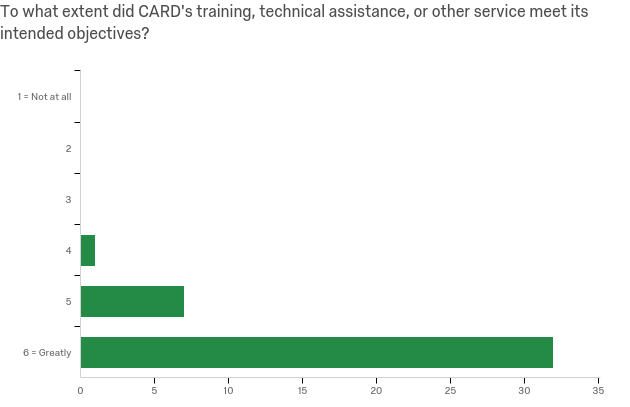 To what extent did CARD's training, technical assistance, or other service meet its
intended objectives?
1 = Not at all
2
3
4
5
6 = Greatly
0 5 10 15 20 25 30 35